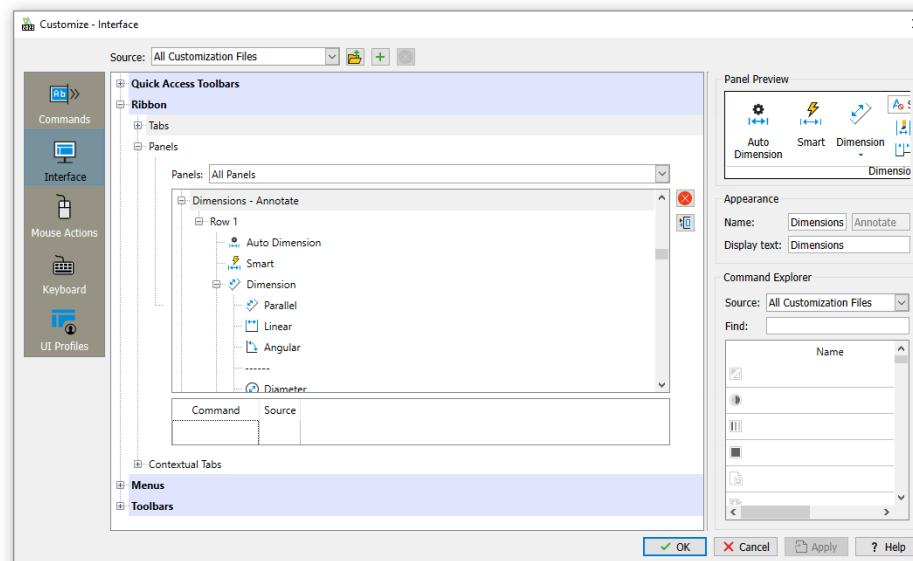 Customize - Interface
Source: All Customization Files
Commands
Interface
Mouse Actions
Keyboard
UI Profiles
Quick Access Toolbars
Ribbon
Tabs
Panels
Panels: All Panels
Dimensions - Annotate
Row 1
Auto Dimension
Smart
Dimension
Parallel
Linear
Angular
------
Diameter
Command Source
Contextual Tabs
Menus
Toolbars
Panel Preview
Auto Dimension
Smart
Dimension
Appearance
Name: Dimensions Annotate
Display text: Dimensions
Command Explorer
Source: All Customization Files
Find:
Name
OK
Cancel
Apply
? Help